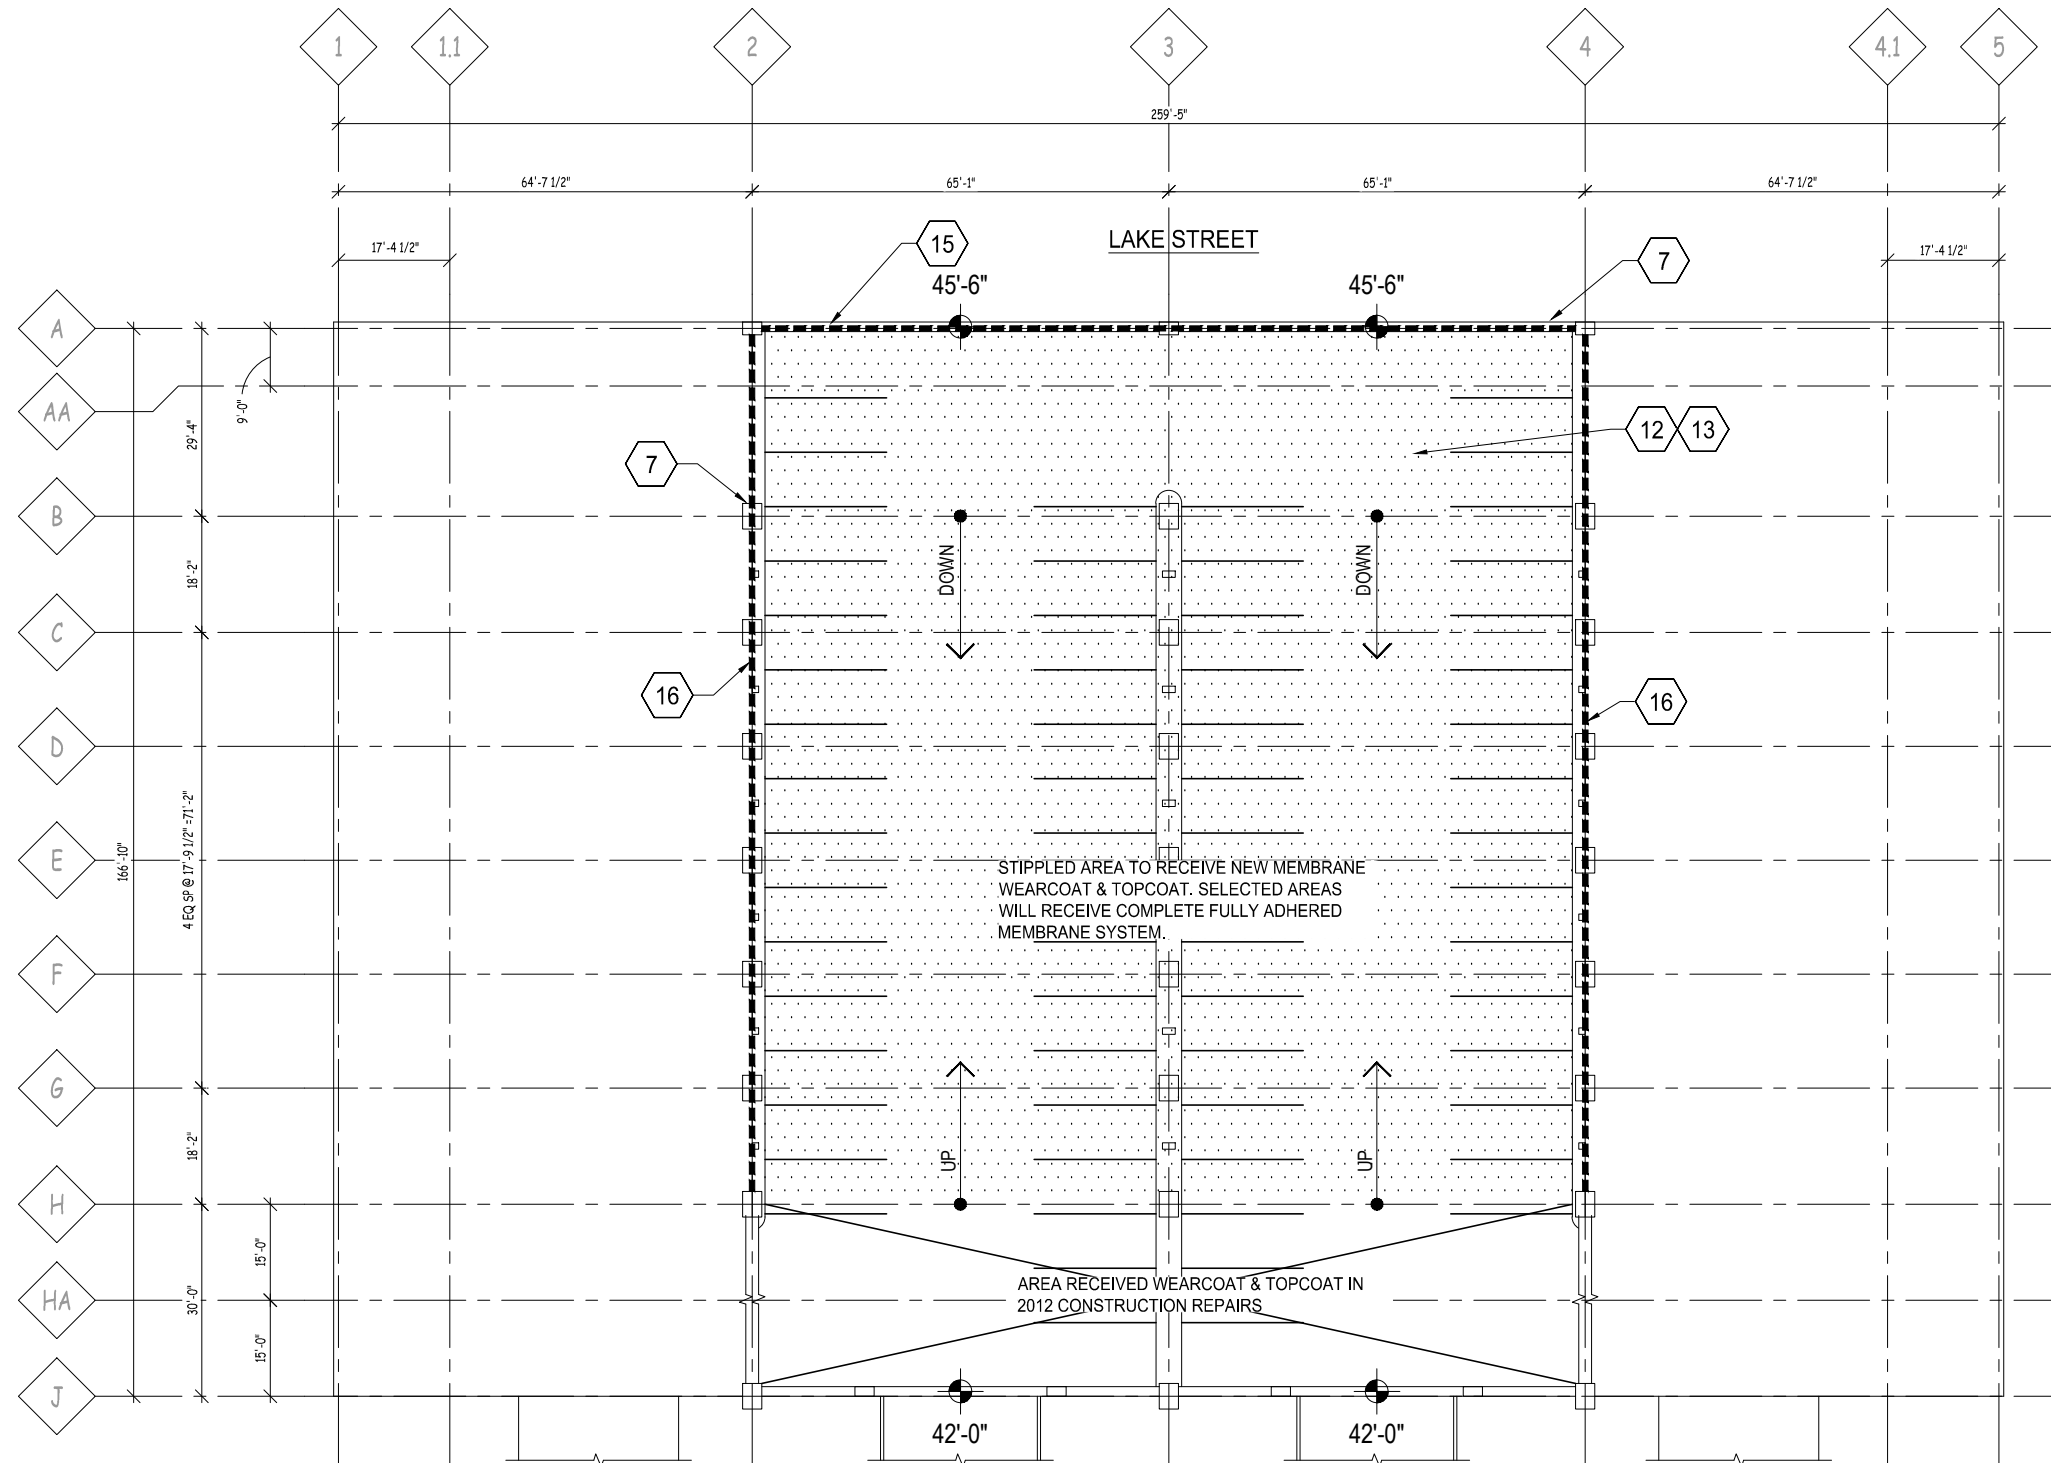 1
1.1
2
3
4
4.1
5
259'-5"
64'-7 1/2"
65'-1"
65'-1"
64'-7 1/2"
17'-4 1/2"
15
LAKE STREET
7
17'-4 1/2"
45'-6"
45'-6"
A
AA
9'-0"
29'-4"
12
13
7
B
DOWN
DOWN
18'-2"
C
16
16
D
4 EQ SP @ 17'-9 1/2" =71'-2"
166'-10"
E
STIPPLED AREA TO RECEIVE NEW MEMBRANE
WEARCOAT & TOPCOAT. SELECTED AREAS
WILL RECEIVE COMPLETE FULLY ADHERED
MEMBRANE SYSTEM.
F
G
18'-2"
UP
UP
H
15'-0"
AREA RECEIVED WEARCOAT & TOPCOAT IN
2012 CONSTRUCTION REPAIRS
HA
30'-0"
15'-0"
J
42'-0"
42'-0"